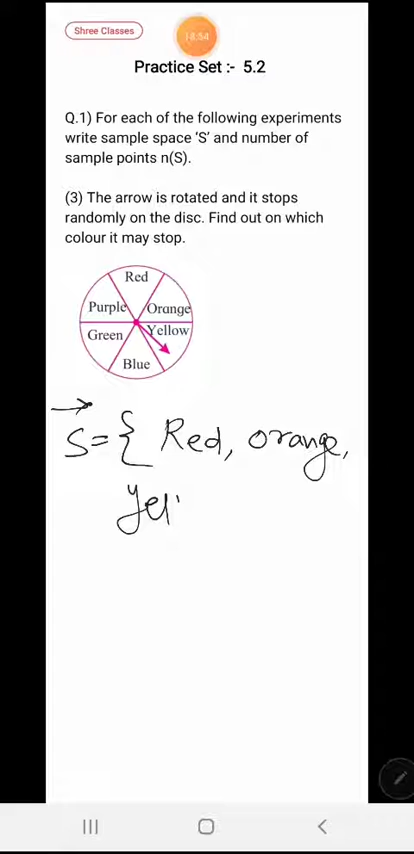 Shree Classes
18:54
Practice Set :- 5.2
Q.1) For each of the following experiments
write sample space 'S' and number of
sample points n(S).
(3) The arrow is rotated and it stops
randomly on the disc. Find out on which
colour it may stop.
Red
Purple Orange
Green Yellow
Blue
S = { Red, orange,